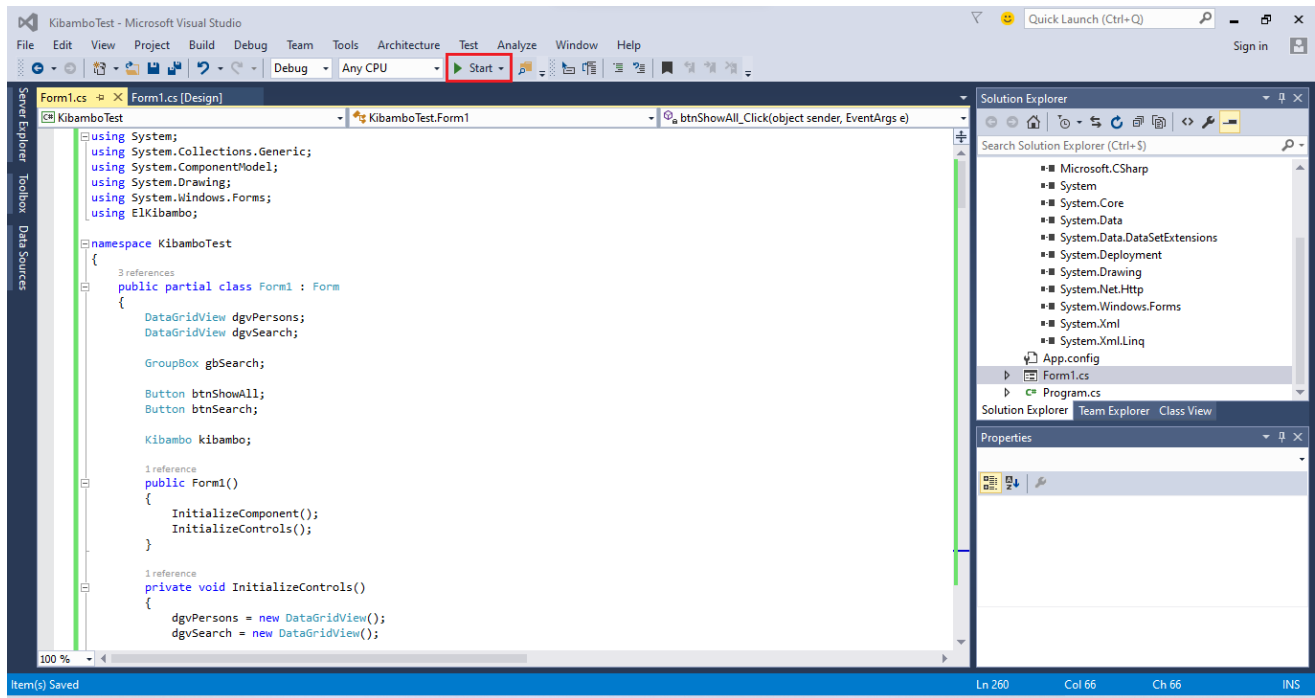 KibamboTest - Microsoft Visual Studio
Quick Launch (Ctrl+Q)
File Edit View Project Build Debug Team Tools Architecture Test Analyze Window Help
Sign in
Debug Any CPU Start
Server Explorer
Toolbox
Data Sources
Form1.cs Form1.cs [Design]
C# KibamboTest KibamboTest.Form1 btnShowAll_Click(object sender, EventArgs e)
using System;
using System.Collections.Generic;
using System.ComponentModel;
using System.Drawing;
using System.Windows.Forms;
using ElKibambo;
namespace KibamboTest
{
3 references
public partial class Form1 : Form
{
DataGridView dgvPersons;
DataGridView dgvSearch;
GroupBox gbSearch;
Button btnShowAll;
Button btnSearch;
Kibambo kibambo;
1 reference
public Form1()
{
InitializeComponent();
InitializeControls();
}
1 reference
private void InitializeControls()
{
dgvPersons = new DataGridView();
dgvSearch = new DataGridView();
100 %
Solution Explorer
Search Solution Explorer (Ctrl+$)
Microsoft.CSharp
System
System.Core
System.Data
System.Data.DataSetExtensions
System.Deployment
System.Drawing
System.Net.Http
System.Windows.Forms
System.Xml
System.Xml.Linq
App.config
Form1.cs
C# Program.cs
Solution Explorer Team Explorer Class View
Properties
Item(s) Saved Ln 260 Col 66 Ch 66 INS